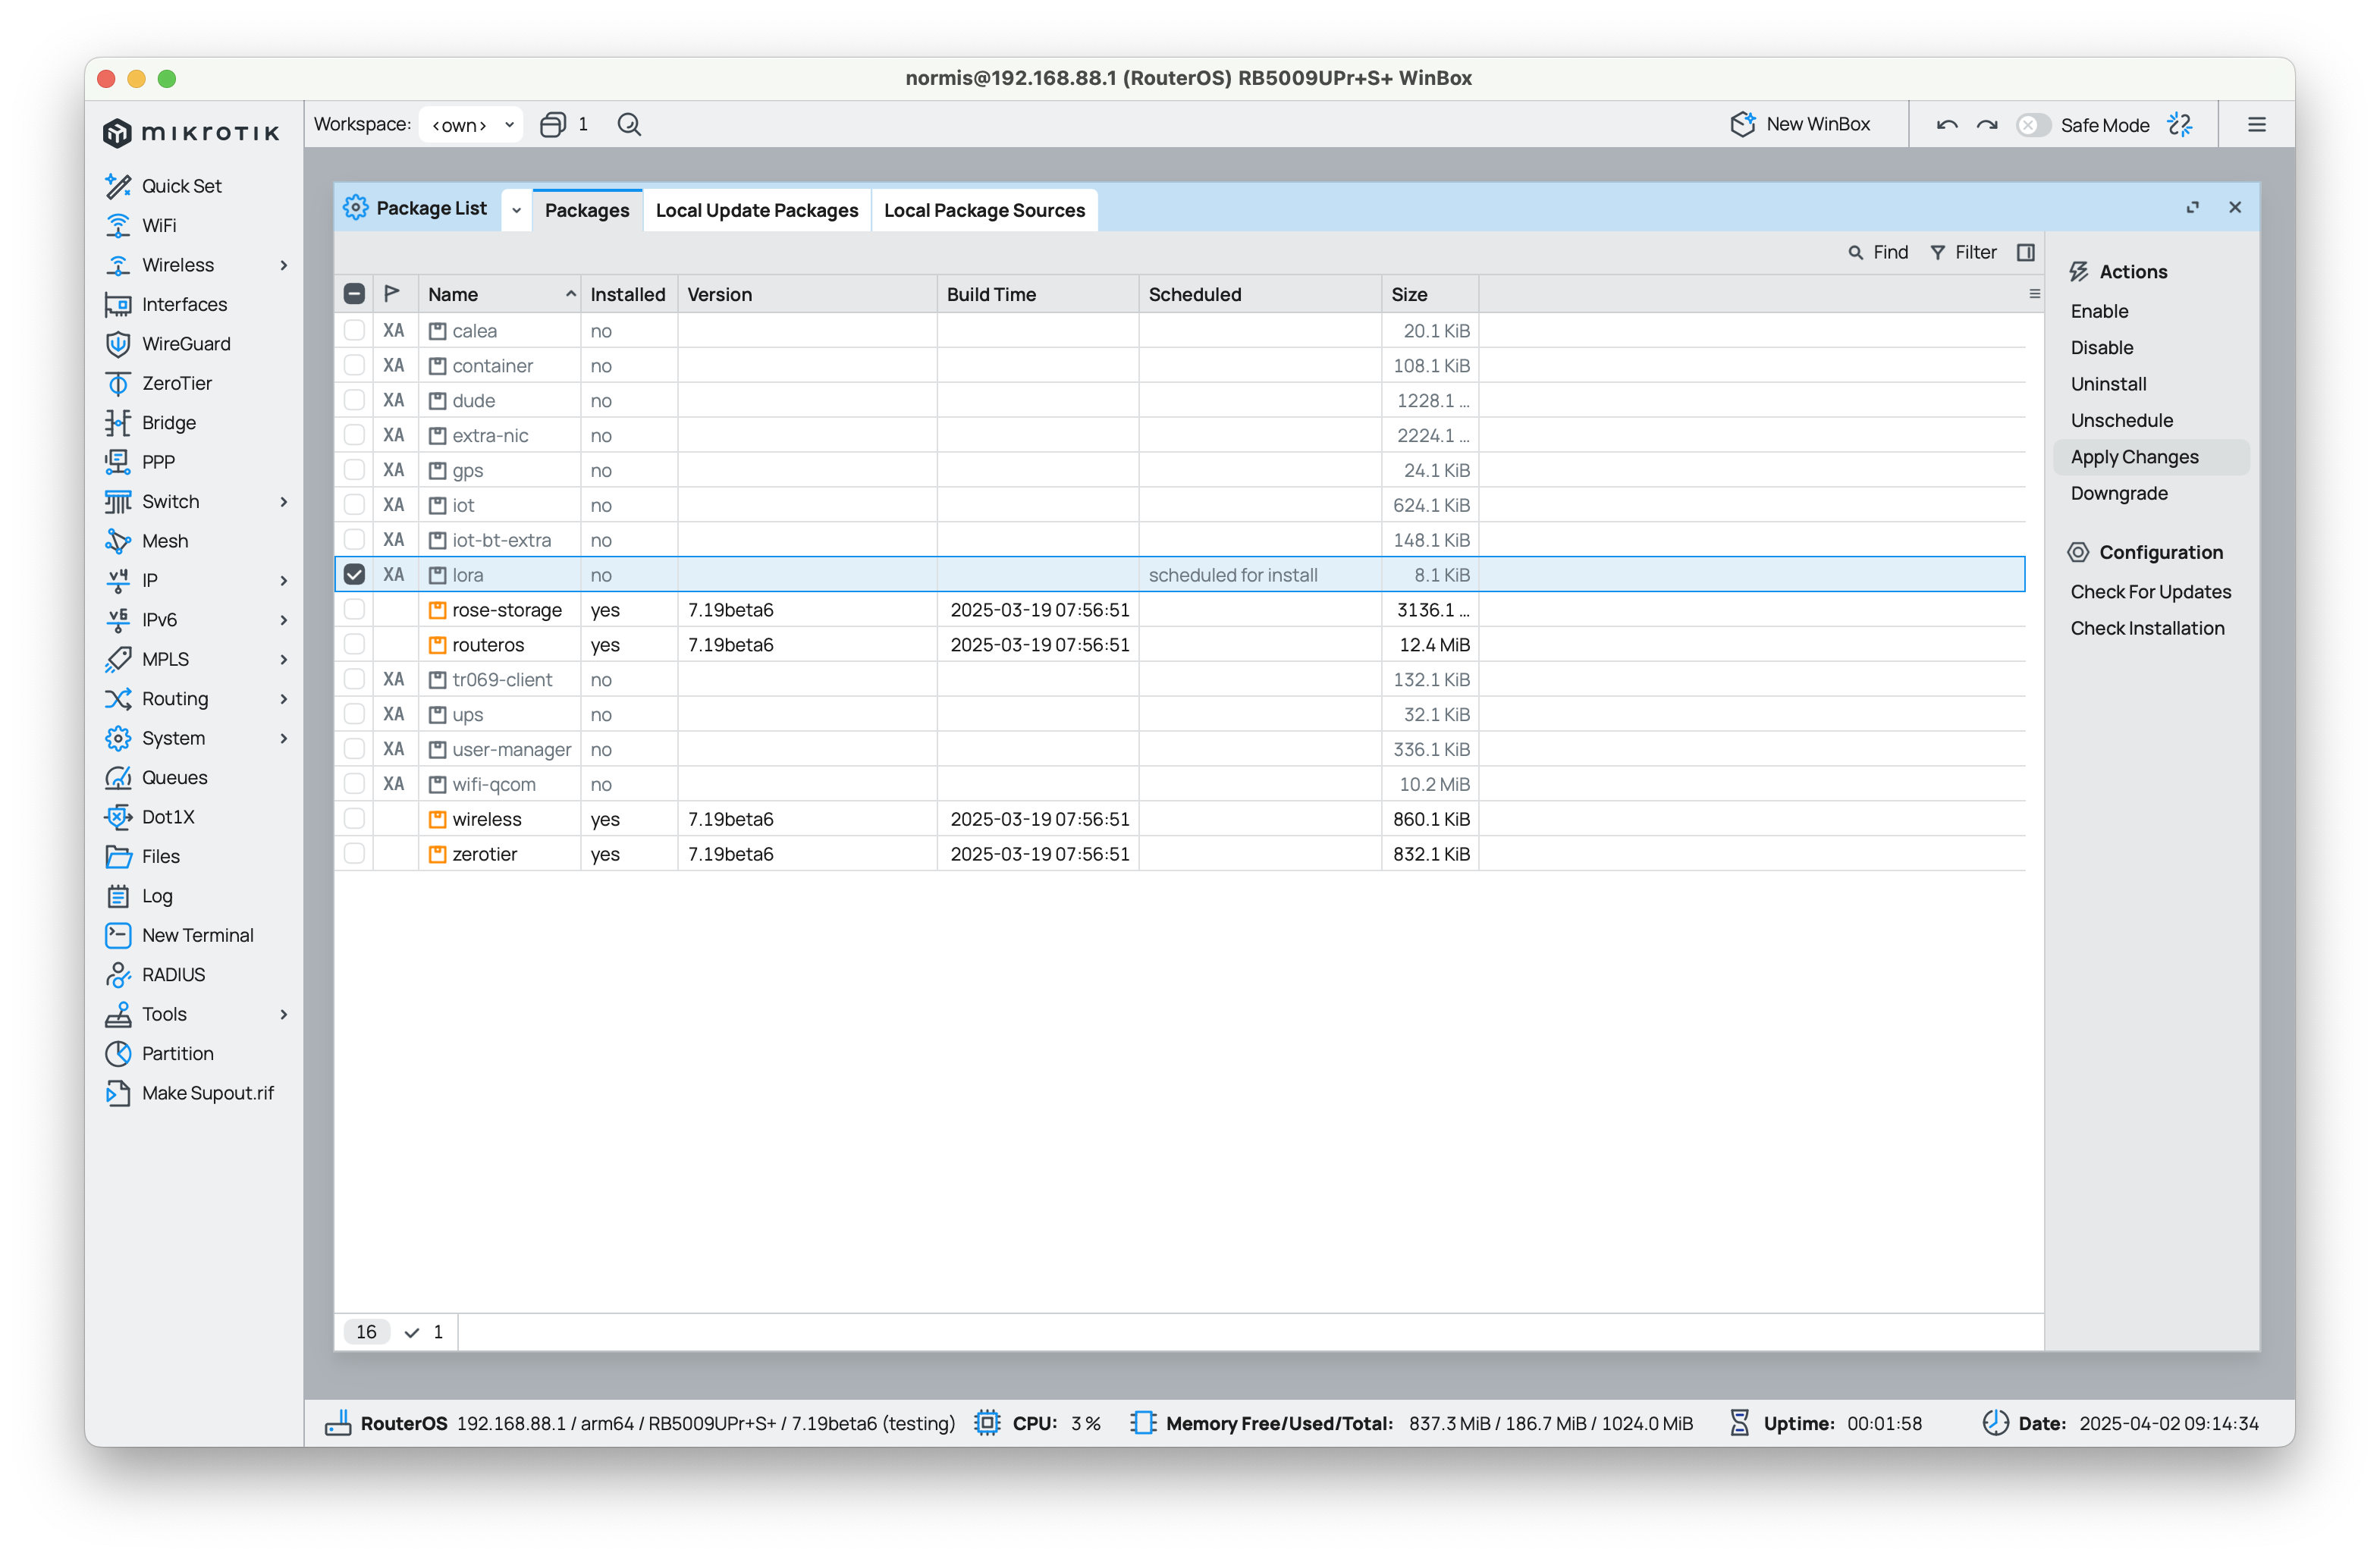 normis@192.168.88.1 (RouterOS) RB5009UPr+S+ WinBox
mikrotik
Workspace: <own> 1
New WinBox
Safe Mode
Quick Set
WiFi
Wireless
Interfaces
WireGuard
ZeroTier
Bridge
PPP
Switch
Mesh
IP
IPv6
MPLS
Routing
System
Queues
Dot1X
Files
Log
New Terminal
RADIUS
Tools
Partition
Make Supout.rif
Package List Packages Local Update Packages Local Package Sources
Find Filter
Name Installed Version Build Time Scheduled Size
XA calea no 20.1 KiB
XA container no 108.1 KiB
XA dude no 1228.1 ...
XA extra-nic no 2224.1 ...
XA gps no 24.1 KiB
XA iot no 624.1 KiB
XA iot-bt-extra no 148.1 KiB
XA lora no scheduled for install 8.1 KiB
rose-storage yes 7.19beta6 2025-03-19 07:56:51 3136.1 ...
routeros yes 7.19beta6 2025-03-19 07:56:51 12.4 MiB
XA tr069-client no 132.1 KiB
XA ups no 32.1 KiB
XA user-manager no 336.1 KiB
XA wifi-qcom no 10.2 MiB
wireless yes 7.19beta6 2025-03-19 07:56:51 860.1 KiB
zerotier yes 7.19beta6 2025-03-19 07:56:51 832.1 KiB
16 1
Actions
Enable
Disable
Uninstall
Unschedule
Apply Changes
Downgrade
Configuration
Check For Updates
Check Installation
RouterOS 192.168.88.1 / arm64 / RB5009UPr+S+ / 7.19beta6 (testing) CPU: 3 % Memory Free/Used/Total: 837.3 MiB / 186.7 MiB / 1024.0 MiB Uptime: 00:01:58 Date: 2025-04-02 09:14:34